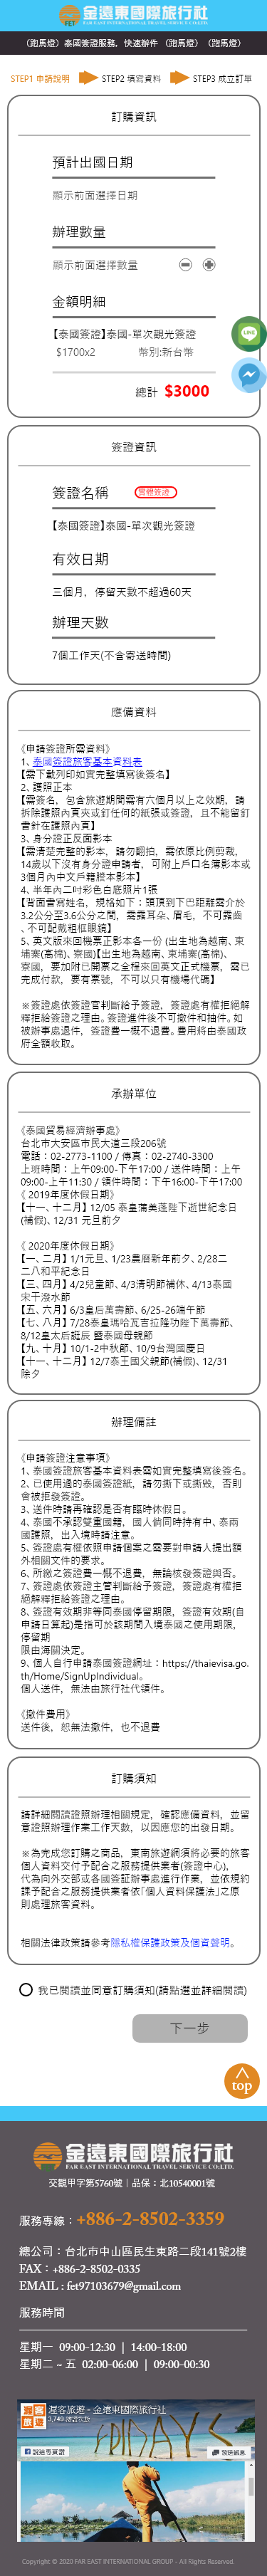 金遠東國際旅行社
FAR EAST INTERNATIONAL TRAVEL CO.,LTD.
（跑馬燈）泰國簽證服務，快速辦件 （跑馬燈）（跑馬燈）
STEP1 申請說明 STEP2 填寫資料 STEP3 成立訂單
訂購資訊
預計出國日期
顯示前面選擇日期
辦理數量
顯示前面選擇數量
金額明細
【泰國簽證】泰國-單次觀光簽證
$1700x2 幣別:新台幣
總計 $3000
簽證資訊
簽證名稱 實體簽證
【泰國簽證】泰國-單次觀光簽證
有效日期
三個月，停留天數不超過60天
辦理天數
7個工作天(不含寄送時間)
應備資料
《申請簽證所需資料》
1、泰國簽證旅客基本資料表
【需下載列印如實完整填寫後簽名】
2、護照正本
【需簽名，包含旅遊期間需有六個月以上之效期，請
拆除護照內頁夾或釘任何的紙張或簽證，且不能留釘
書針在護照內頁】
3、身分證正反面影本
【需清楚完整的影本，請勿翻拍，需依原比例剪裁，
14歲以下沒有身分證申請者，可附上戶口名簿影本或
3個月內中文戶籍謄本影本】
4、半年內二吋彩色白底照片1張
【背面書寫姓名，規格如下：頭頂到下巴距離需介於
3.2公分至3.6公分之間，需露耳朵、眉毛，不可露齒
、不可配戴粗框眼鏡】
5、英文版來回機票正影本各一份 (出生地為越南、柬
埔寨(高棉)、寮國)【出生地為越南、柬埔寨(高棉)、
寮國，要加附已開票之全程來回英文正式機票，需已
完成付款，要有票號，不可以只有機場代碼】
※簽證處依簽證官判斷給予簽證，簽證處有權拒絕解
釋拒給簽證之理由。簽證進件後不可撤件和抽件。如
被辦事處退件，簽證費一概不退費。費用將由泰國政
府全額收取。
承辦單位
《泰國貿易經濟辦事處》
台北市大安區市民大道三段206號
電話：02-2773-1100 / 傳真：02-2740-3300
上班時間：上午09:00-下午17:00 / 送件時間：上午
09:00-上午11:30 / 領件時間：下午16:00-下午17:00
《 2019年度休假日期》
【十一、十二月】 12/05 泰皇蒲美蓬陛下逝世紀念日
(補假)、12/31 元旦前夕
《 2020年度休假日期》
【一、二月】 1/1元旦、1/23農曆新年前夕、2/28二
二八和平紀念日
【三、四月】 4/2兒童節、4/3清明節補休、4/13泰國
宋干潑水節
【五、六月】 6/3皇后萬壽節、6/25-26端午節
【七、八月】 7/28泰皇瑪哈瓦吉拉隆功陛下萬壽節、
8/12皇太后誕辰 暨泰國母親節
【九、十月】 10/1-2中秋節、10/9台灣國慶日
【十一、十二月】 12/7泰王國父親節(補假)、12/31
除夕
辦理備註
《申請簽證注意事項》
1、泰國簽證旅客基本資料表需如實完整填寫後簽名。
2、已使用過的泰國簽證紙，請勿撕下或撕毀，否則
會被拒發簽證。
3、送件時請再確認是否有臨時休假日。
4、泰國不承認雙重國籍，國人倘同時持有中、泰兩
國護照，出入境時請注意。
5、簽證處有權依照申請個案之需要對申請人提出額
外相關文件的要求。
6、所繳之簽證費一概不退費，無論核發簽證與否。
7、簽證處依簽證主管判斷給予簽證，簽證處有權拒
絕解釋拒給簽證之理由。
8、簽證有效期非等同泰國停留期限，簽證有效期(自
申請日算起)是指可於該期間入境泰國之使用期限，
停留期
限由海關決定。
9、個人自行申請泰國簽證網址：https://thaievisa.go.
th/Home/SignUpIndividual。
個人送件，無法由旅行社代領件。
《撤件費用》
送件後，恕無法撤件，也不退費
訂購須知
請詳細閱讀證照辦理相關規定，確認應備資料，並留
意證照辦理作業工作天數，以因應您的出發日期。
※為完成您訂購之商品，東南旅遊網須將必要的旅客
個人資料交付予配合之服務提供業者(簽證中心)，
代為向外交部或各國簽証辦事處進行作業，並依規約
課予配合之服務提供業者依「個人資料保護法」之原
則處理旅客資料。
相關法律政策請參考隱私權保護政策及個資聲明。
我已閱讀並同意訂購須知(請點選並詳細閱讀)
下一步
top
金遠東國際旅行社
FAR EAST INTERNATIONAL TRAVEL CO.,LTD.
交觀甲字第5760號｜品保：北10540001號
服務專線：+886-2-8502-3359
總公司：台北市中山區民生東路二段141號2樓
FAX：+886-2-8502-0335
EMAIL : fet97103679@gmail.com
服務時間
星期一 09:00-12:30 ｜ 14:00-18:00
星期二 ~ 五 02:00-06:00 ｜ 09:00-00:30
Copyright © 2020 FAR EAST INTERNATIONAL GROUP - All Rights Reserved.